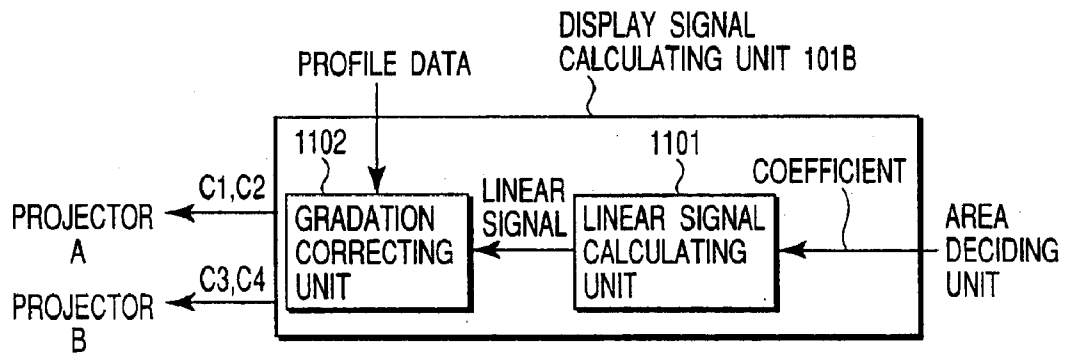 DISPLAY SIGNAL
CALCULATING UNIT 101B
PROFILE DATA
1102
1101
COEFFICIENT
C1,C2
LINEAR
SIGNAL
PROJECTOR
A
GRADATION
CORRECTING
UNIT
LINEAR SIGNAL
CALCULATING
UNIT
AREA
DECIDING
UNIT
C3,C4
PROJECTOR
B